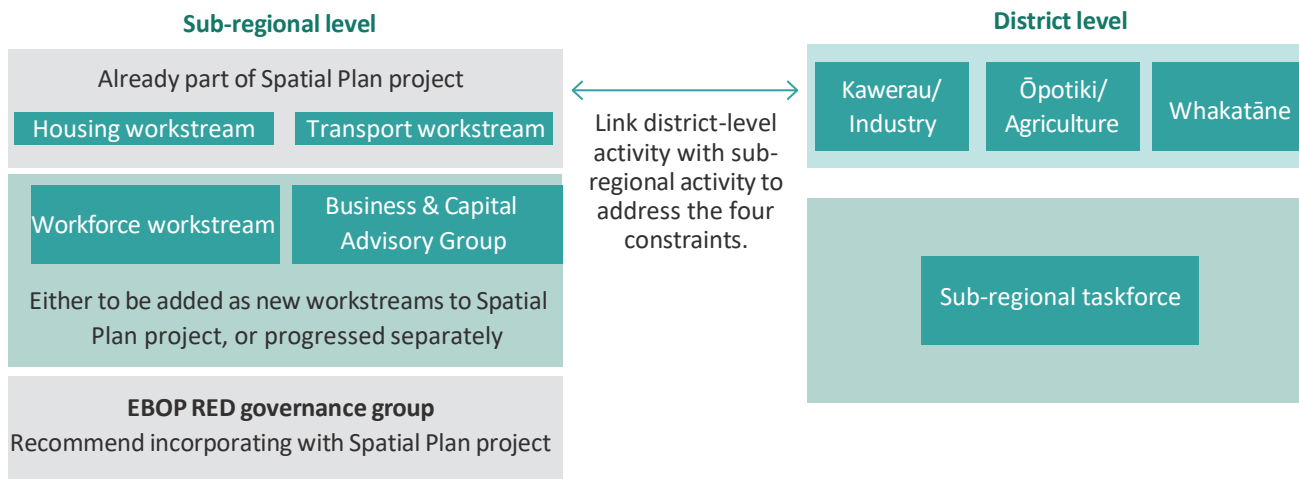 Sub-regional level
Already part of Spatial Plan project
Housing workstream
Transport workstream
Workforce workstream
Business & Capital
Advisory Group
Either to be added as new workstreams to Spatial
Plan project, or progressed separately
EBOP RED governance group
Recommend incorporating with Spatial Plan project
Link district-level
activity with sub-
regional activity to
address the four
constraints.
District level
Kawerau/
Industry
Ōpotiki/
Agriculture
Whakatāne
Sub-regional taskforce